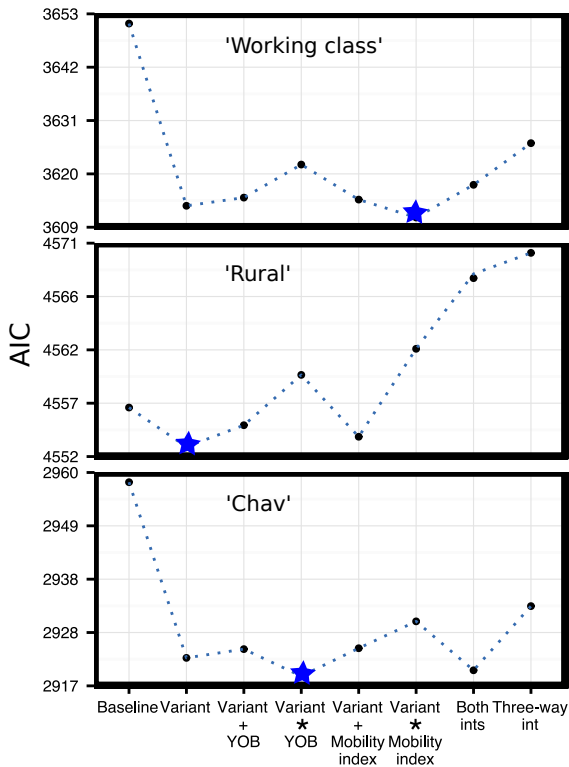 3653
'Working class'
3642
3631
3620
3609
4571
'Rural'
4566
AIC
4562
4557
4552
2960
'Chav'
2949
2938
2928
2917
Baseline Variant Variant Variant Variant Variant Both Three-way
+ * + * ints int
YOB YOB Mobility Mobility
index index